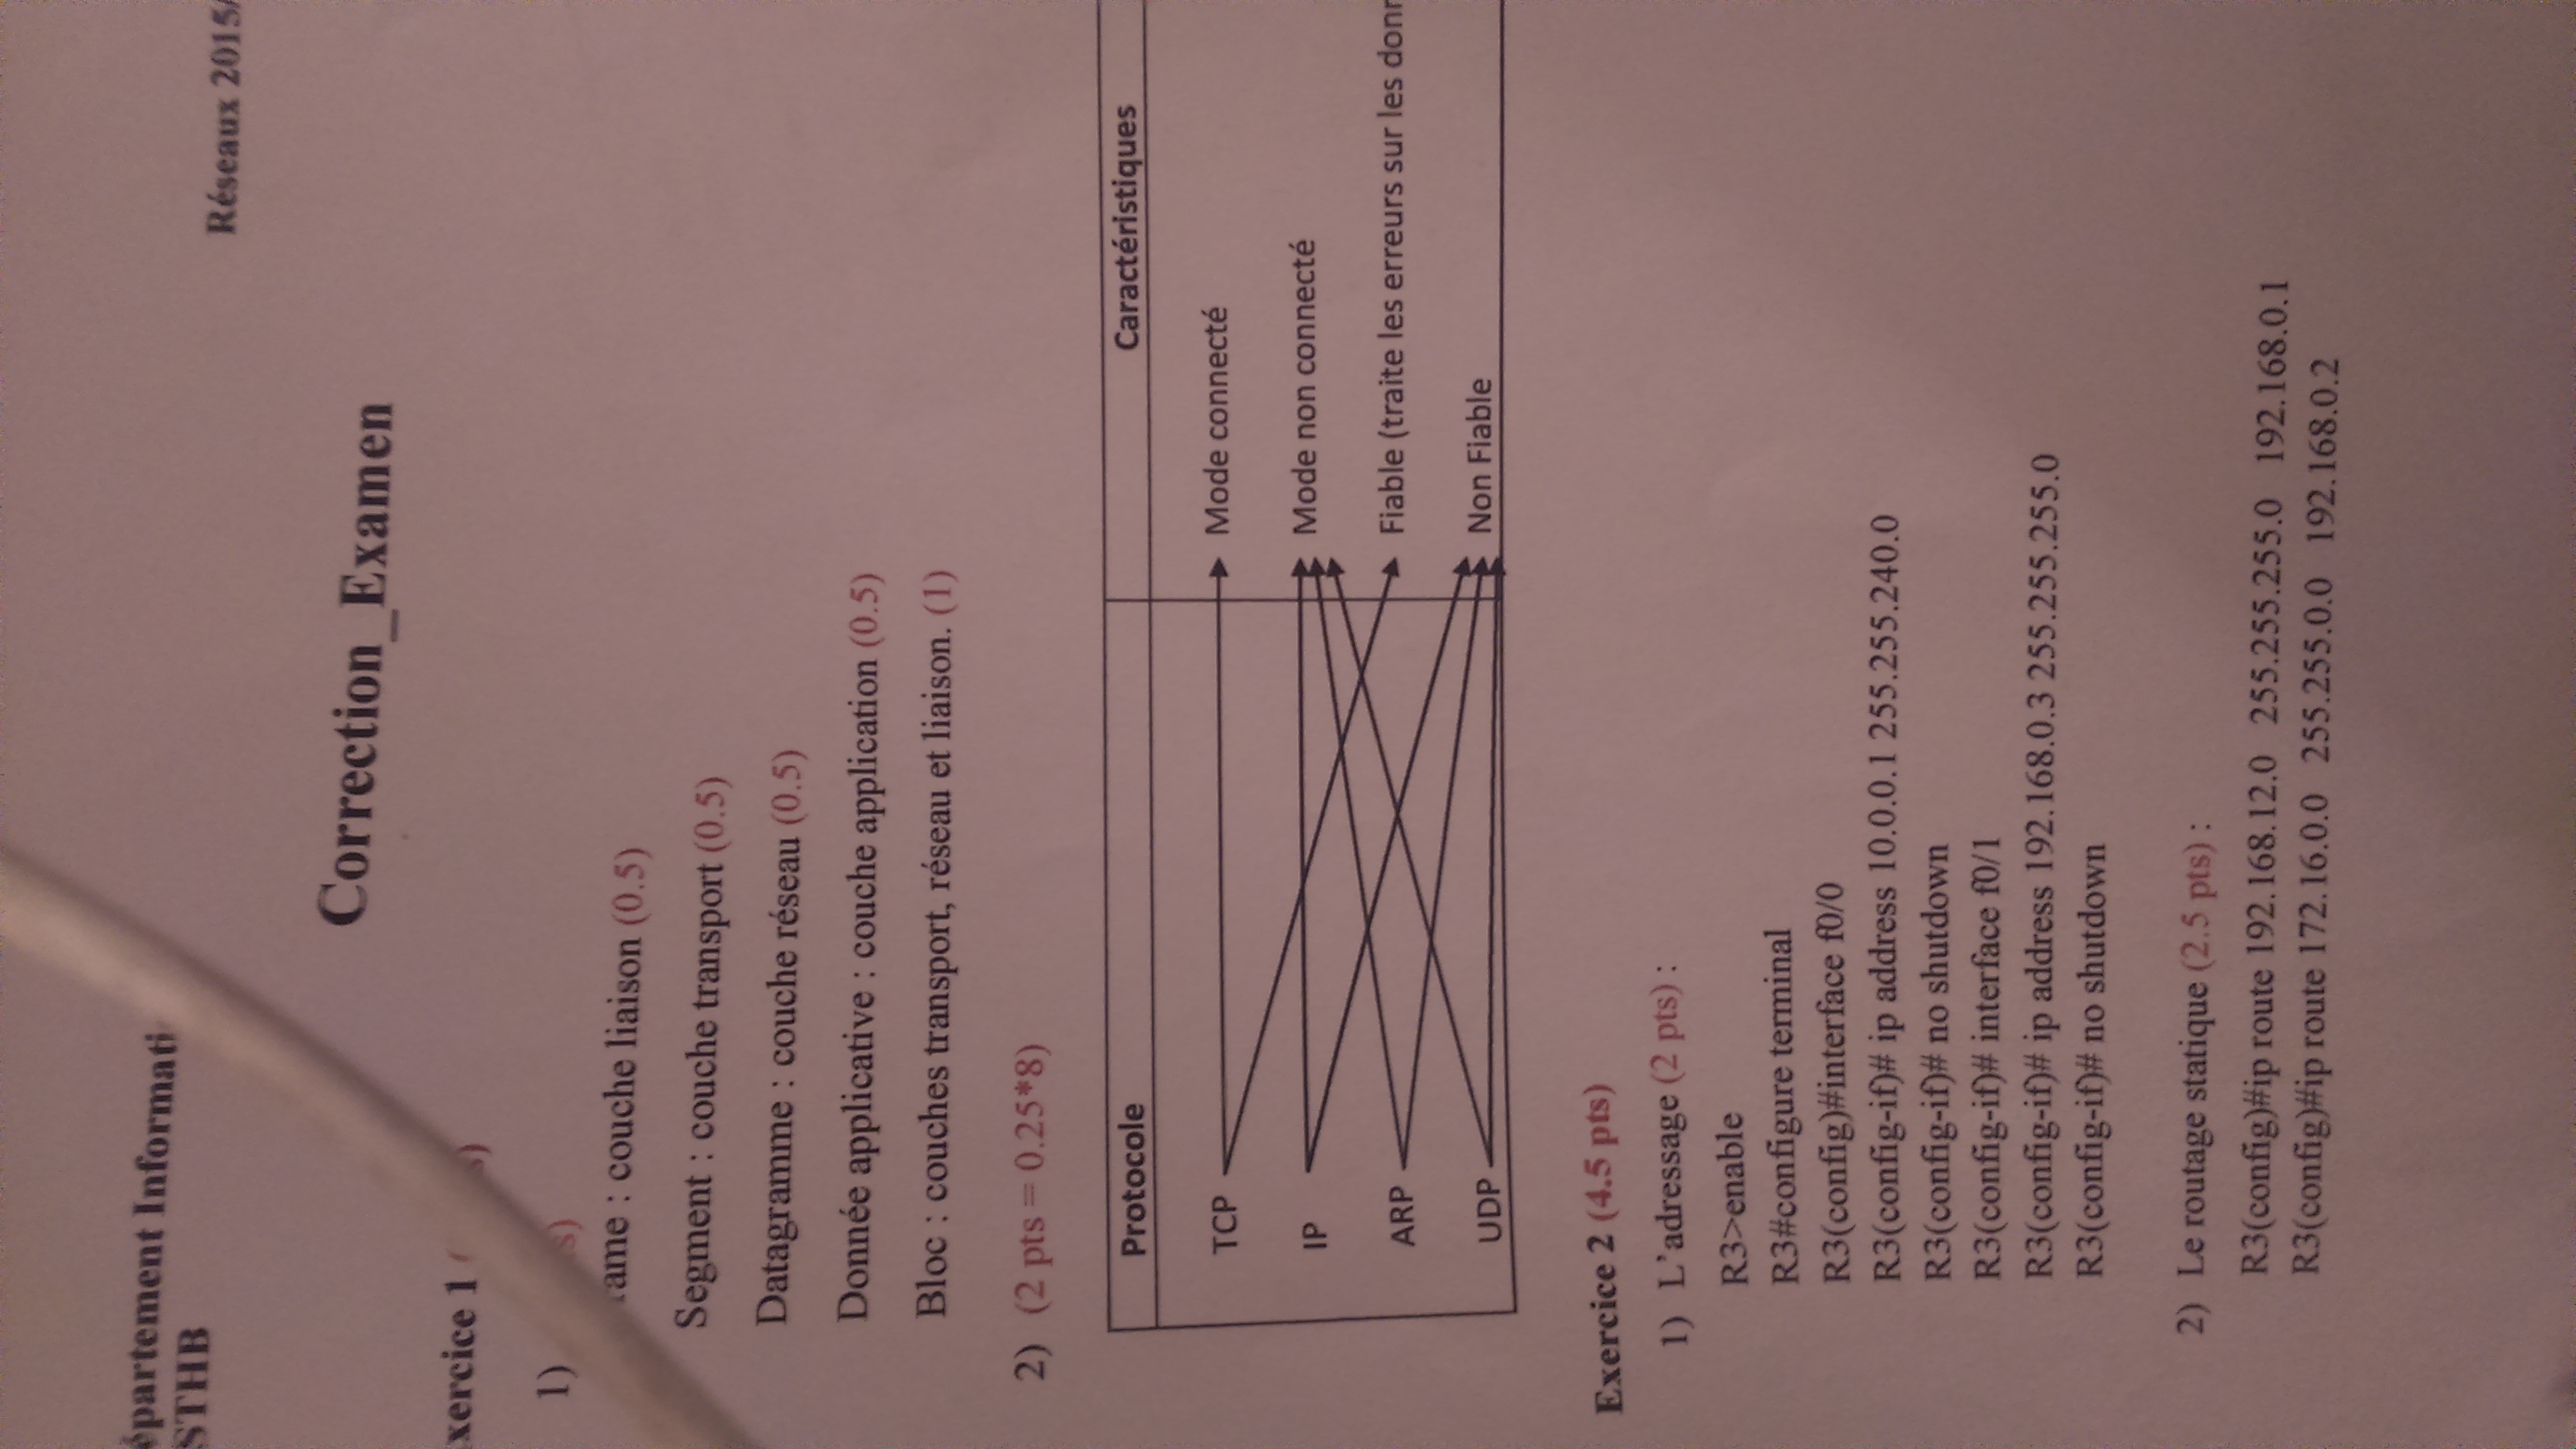 épartement Informati
STHB
Réseaux 2015/
Correction_Examen
xercice 1 ( s)
1) s)
rame : couche liaison (0.5)
Segment : couche transport (0.5)
Datagramme : couche réseau (0.5)
Donnée applicative : couche application (0.5)
Bloc : couches transport, réseau et liaison. (1)
2) (2 pts = 0.25*8)
Protocole Caractéristiques
TCP Mode connecté
IP Mode non connecté
ARP Fiable (traite les erreurs sur les donn
UDP Non Fiable
Exercice 2 (4.5 pts)
1) L’adressage (2 pts) :
R3>enable
R3#configure terminal
R3(config)#interface f0/0
R3(config-if)# ip address 10.0.0.1 255.255.240.0
R3(config-if)# no shutdown
R3(config-if)# interface f0/1
R3(config-if)# ip address 192.168.0.3 255.255.255.0
R3(config-if)# no shutdown
2) Le routage statique (2.5 pts) :
R3(config)#ip route 192.168.12.0 255.255.255.0 192.168.0.1
R3(config)#ip route 172.16.0.0 255.255.0.0 192.168.0.2